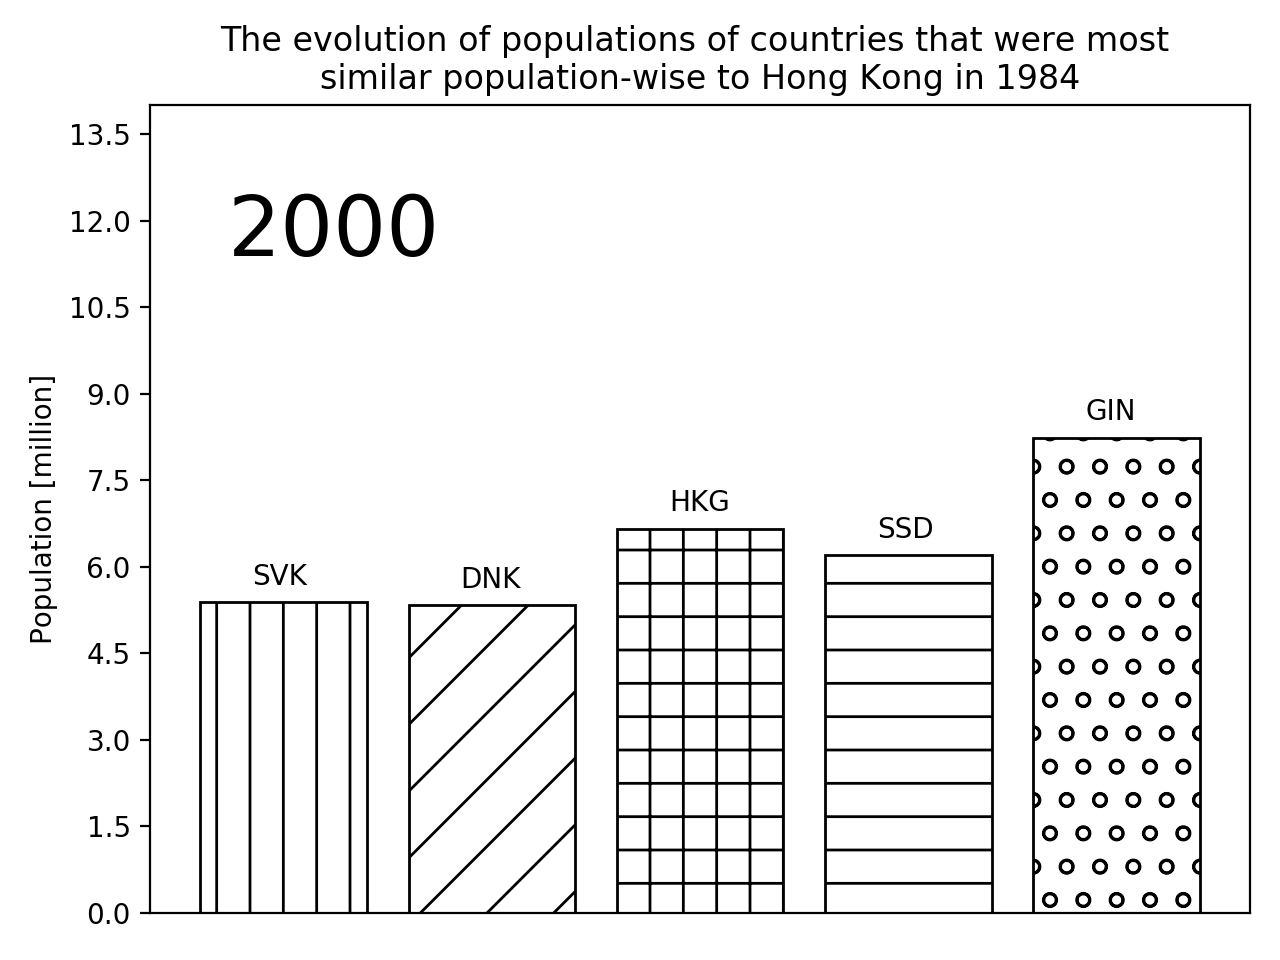 The evolution of populations of countries that were most
similar population-wise to Hong Kong in 1984
13.5
12.0
10.5
9.0
7.5
6.0
4.5
3.0
1.5
0.0
Population [million]
2000
SVK
DNK
HKG
SSD
GIN